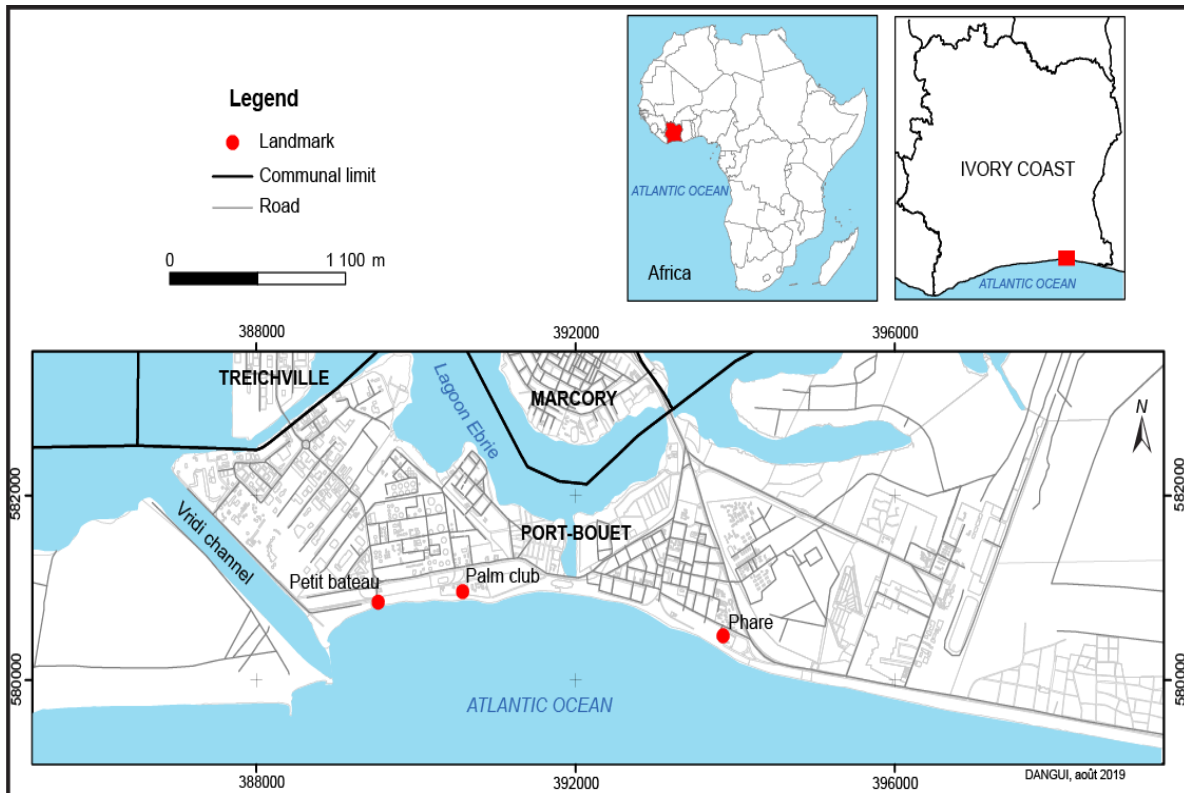 Legend
Landmark
Communal limit
Road
0 1 100 m
ATLANTIC OCEAN
Africa
IVORY COAST
ATLANTIC OCEAN
388000 392000 396000
TREICHVILLE
Lagoon Ebrie
MARCORY
N
582000
582000
Vridi channel
PORT-BOUET
Petit bateau
Palm club
Phare
580000
580000
ATLANTIC OCEAN
DANGUI, août 2019
388000 392000 396000